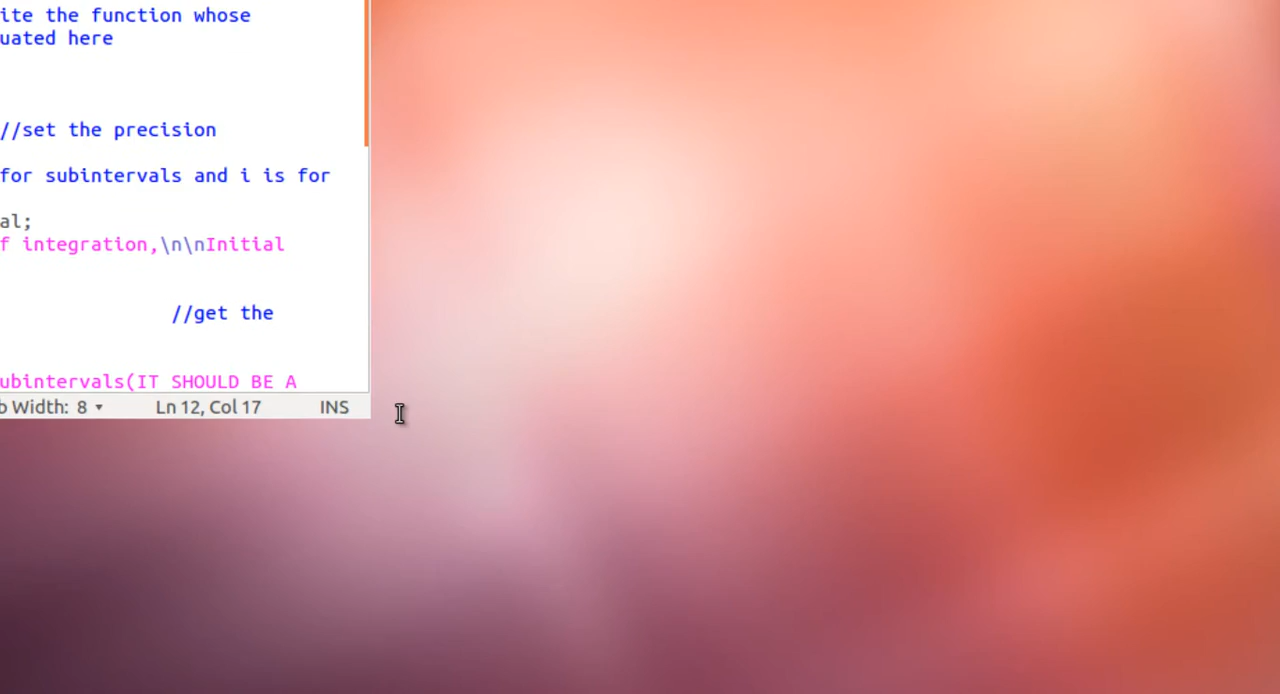 ite the function whose
uated here
//set the precision
for subintervals and i is for
al;
f integration,\n\nInitial
//get the
ubintervals(IT SHOULD BE A
b Width: 8 Ln 12, Col 17 INS